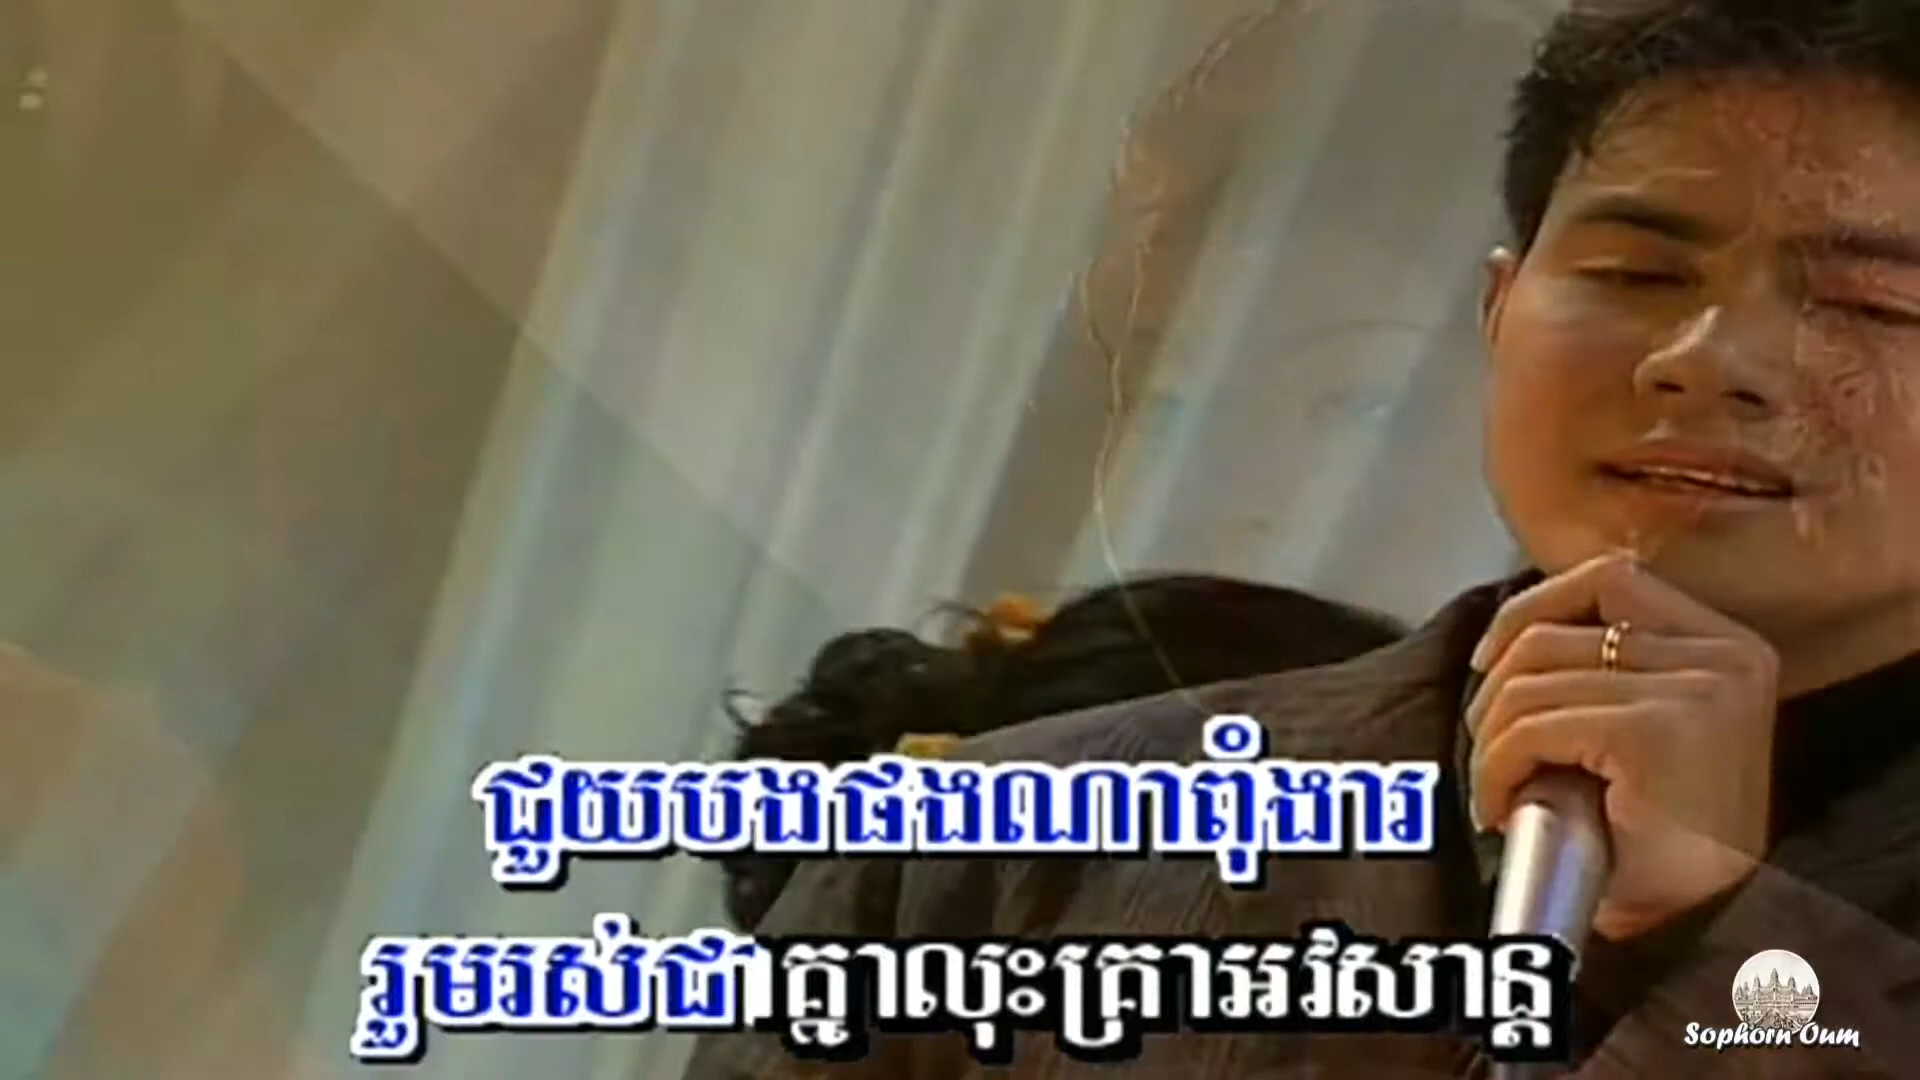 ជួយបងផងណាពុំងារ
រួមរស់ជាគ្នាលុះគ្រាអវសាន្ត
Sophorn Oum